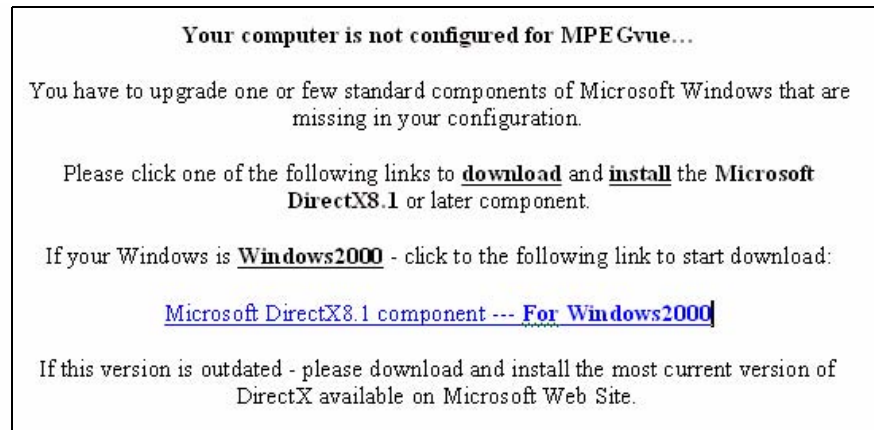 Your computer is not configured for MPEGvue...
You have to upgrade one or few standard components of Microsoft Windows that are
missing in your configuration.
Please click one of the following links to download and install the Microsoft
DirectX8.1 or later component.
If your Windows is Windows2000 - click to the following link to start download:
Microsoft DirectX8.1 component --- For Windows2000
If this version is outdated - please download and install the most current version of
DirectX available on Microsoft Web Site.